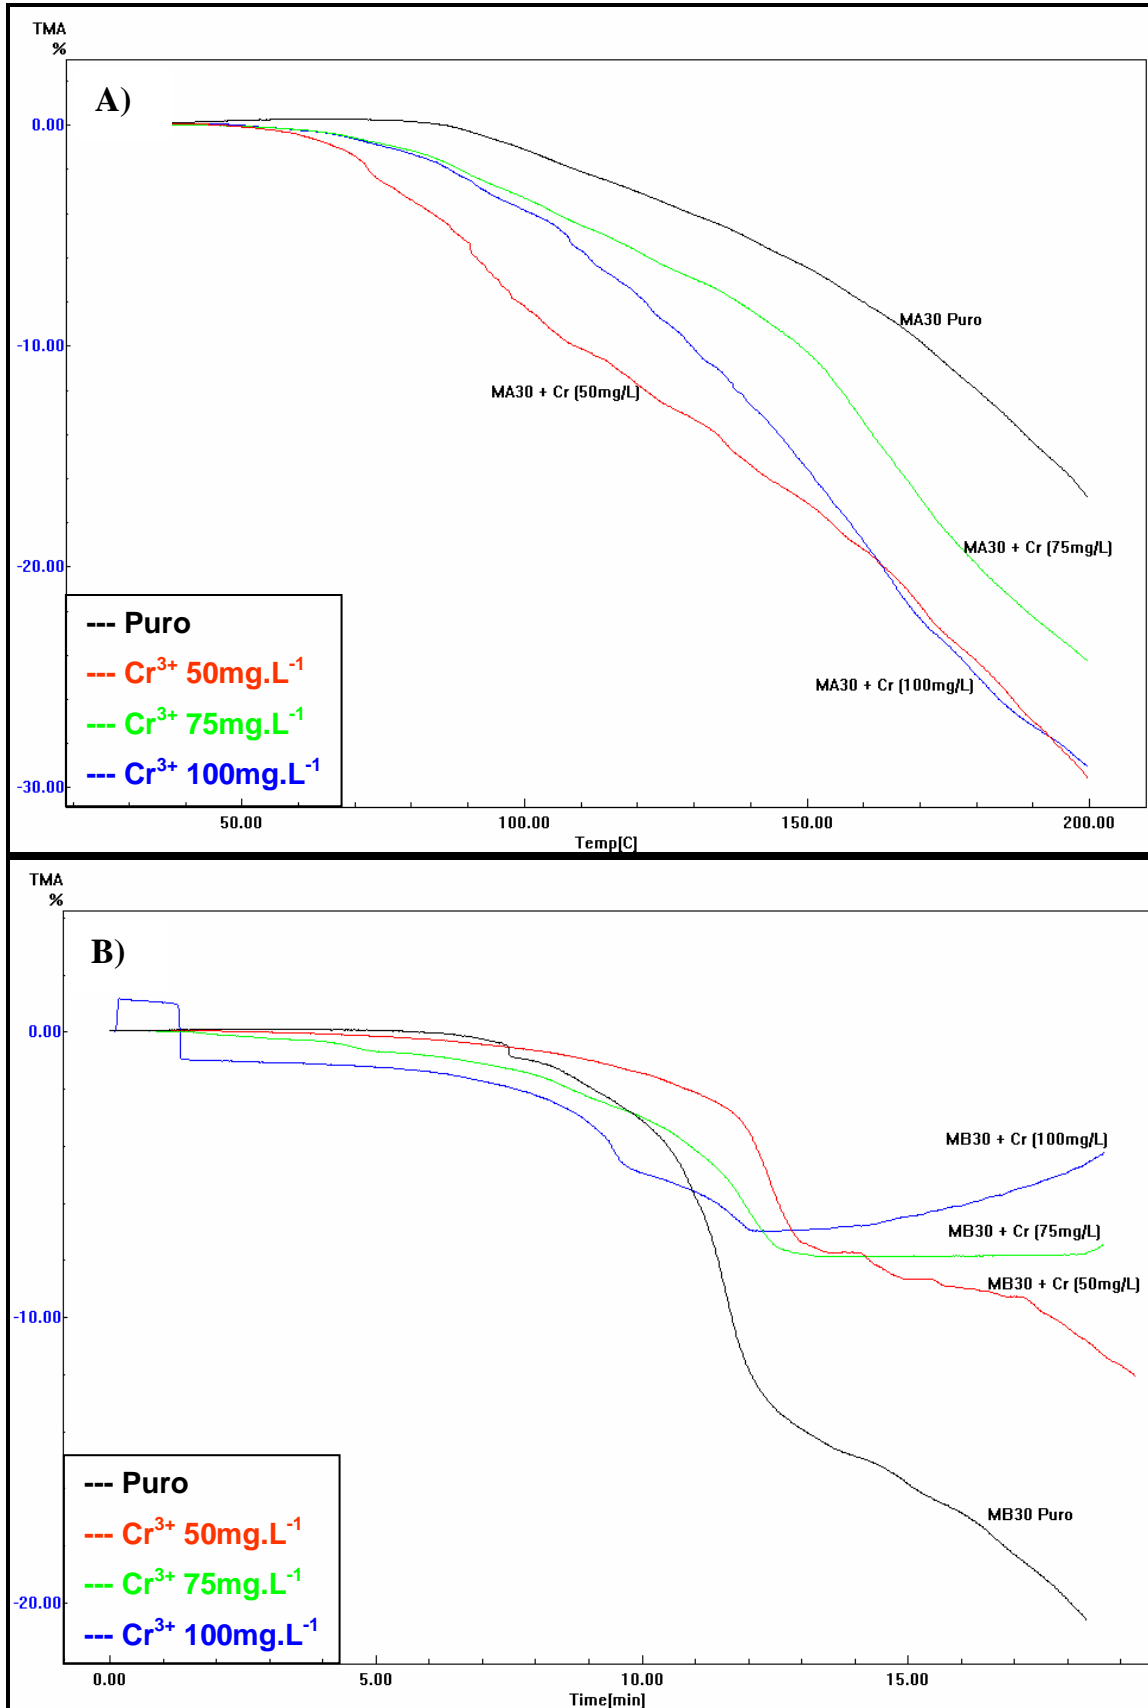 TMA
%
A)
0.00
MA30 Puro
-10.00
MA30 + Cr (50mg/L)
MA30 + Cr (75mg/L)
-20.00
--- Puro
--- Cr³⁺ 50mg.L⁻¹
MA30 + Cr (100mg/L)
--- Cr³⁺ 75mg.L⁻¹
--- Cr³⁺ 100mg.L⁻¹
-30.00
50.00 100.00 150.00 200.00
Temp[C]
TMA
%
B)
0.00
MB30 + Cr (100mg/L)
MB30 + Cr (75mg/L)
MB30 + Cr (50mg/L)
-10.00
--- Puro
MB30 Puro
--- Cr³⁺ 50mg.L⁻¹
--- Cr³⁺ 75mg.L⁻¹
-20.00
--- Cr³⁺ 100mg.L⁻¹
0.00 5.00 10.00 15.00
Time[min]